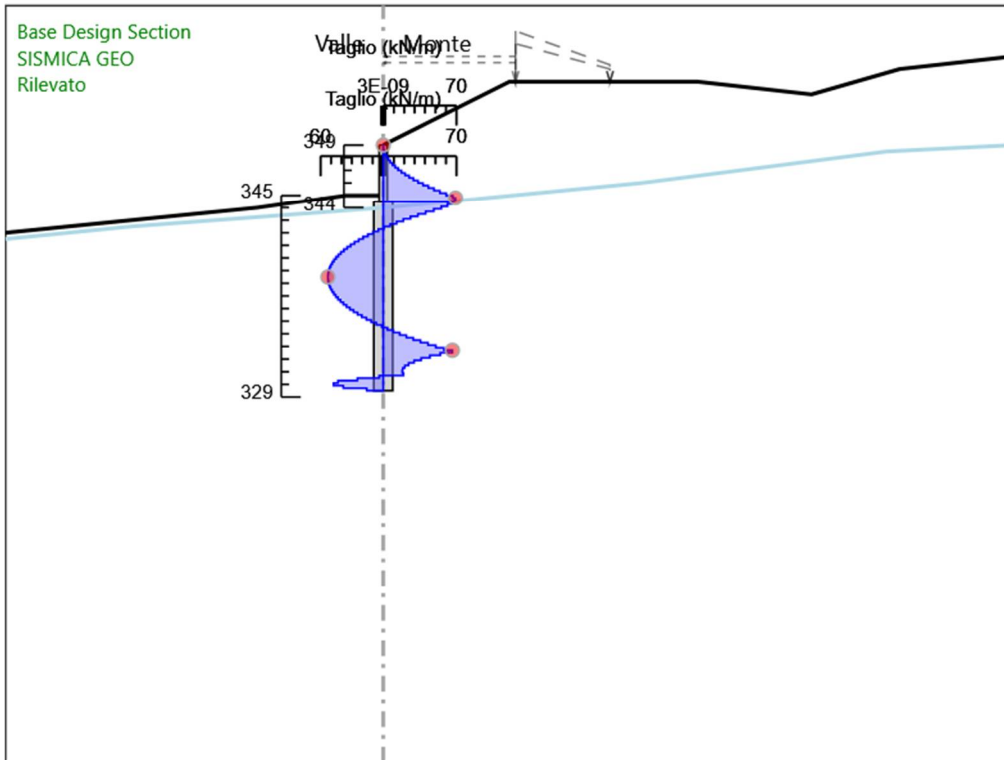 Base Design Section
SISMICA GEO
Rilevato
Valle Monte
Taglio (kN/m)
3E-09 70
Taglio (kN/m)
60 70
349
345
344
329